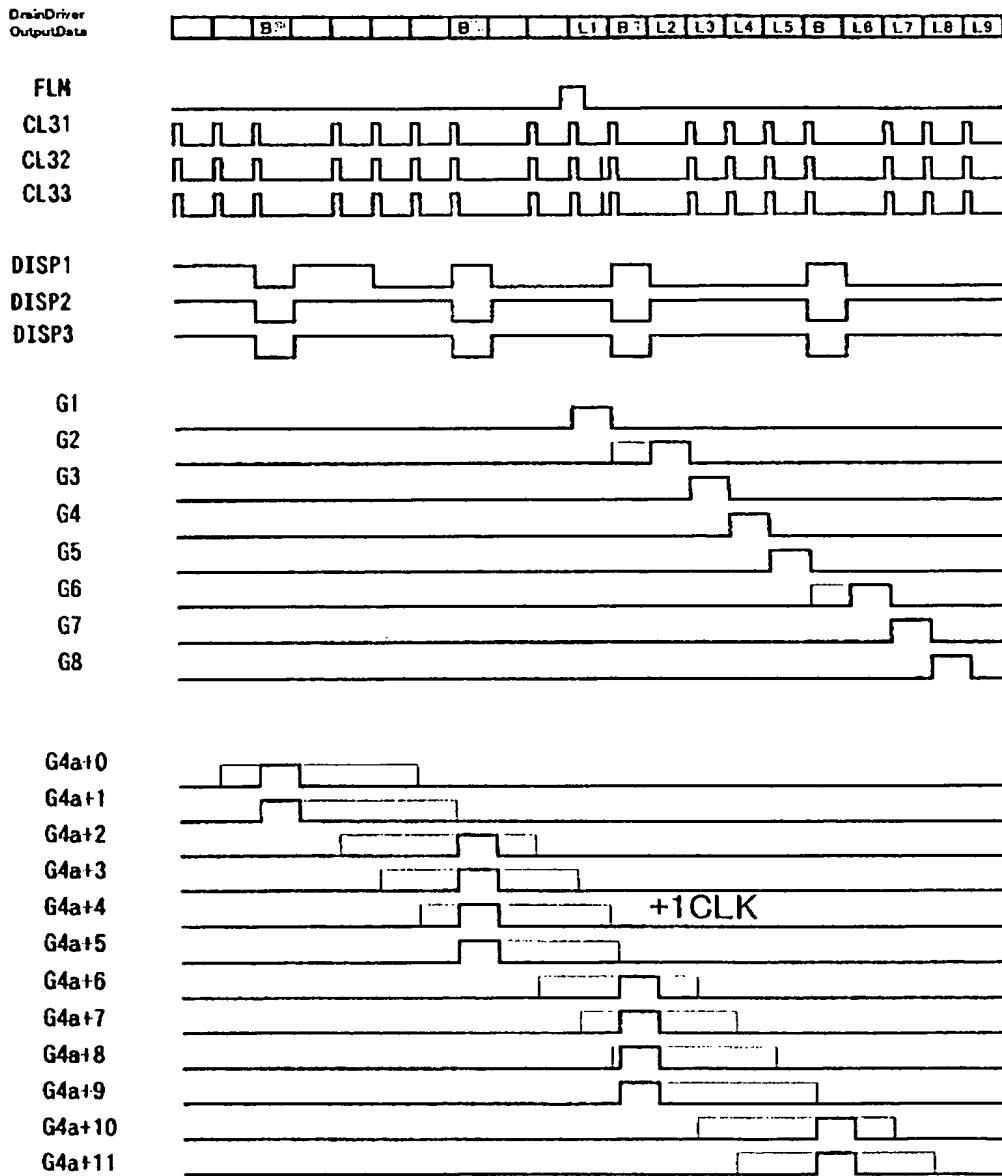 DrainDriver
OutputData
B B L1 B L2 L3 L4 L5 B L6 L7 L8 L9
FLM
CL31
CL32
CL33
DISP1
DISP2
DISP3
G1
G2
G3
G4
G5
G6
G7
G8
G4a+0
G4a+1
G4a+2
G4a+3
G4a+4
+1CLK
G4a+5
G4a+6
G4a+7
G4a+8
G4a+9
G4a+10
G4a+11